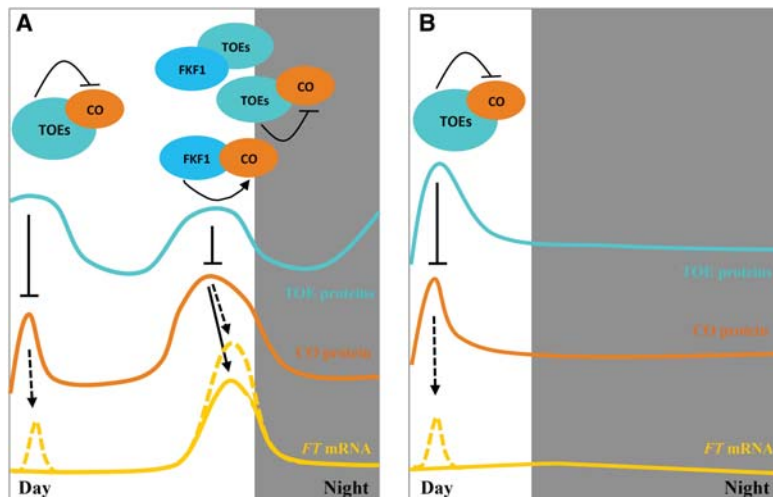 A
TOEs
FKF1
CO
TOEs
CO
TOEs
FKF1
CO
TOE proteins
CO protein
FT mRNA
Day
Night
B
CO
TOEs
TOE proteins
CO protein
FT mRNA
Day
Night